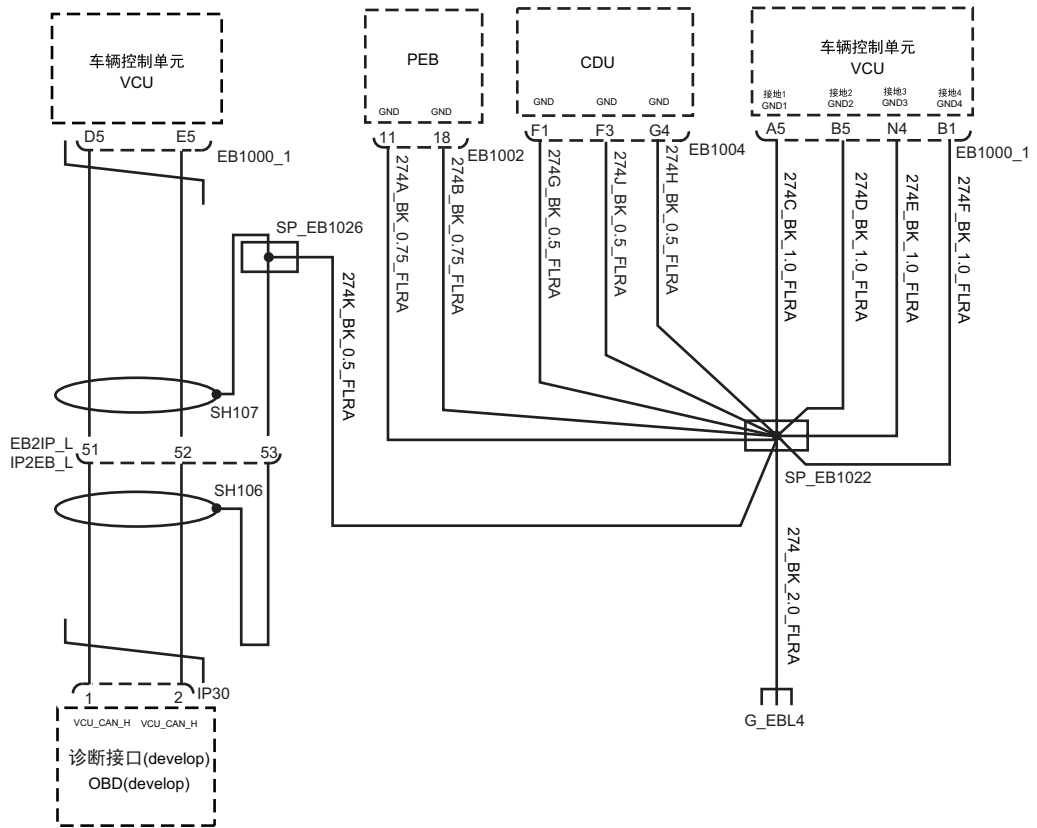 车辆控制单元
VCU
D5
E5
EB1000_1
PEB
GND
GND
11
18
EB1002
CDU
GND
GND
GND
F1
F3
G4
EB1004
车辆控制单元
VCU
接地1
GND1
接地2
GND2
接地3
GND3
接地4
GND4
A5
B5
N4
B1
EB1000_1
274A_BK_0.75_FLRA
274B_BK_0.75_FLRA
274G_BK_0.5_FLRA
274J_BK_0.5_FLRA
274H_BK_0.5_FLRA
274C_BK_1.0_FLRA
274D_BK_1.0_FLRA
274E_BK_1.0_FLRA
274F_BK_1.0_FLRA
SP_EB1026
274K_BK_0.5_FLRA
SH107
EB2IP_L
IP2EB_L
51
52
53
SH106
SP_EB1022
274_BK_2.0_FLRA
G_EBL4
1
2
IP30
VCU_CAN_H
VCU_CAN_H
诊断接口(develop)
OBD(develop)